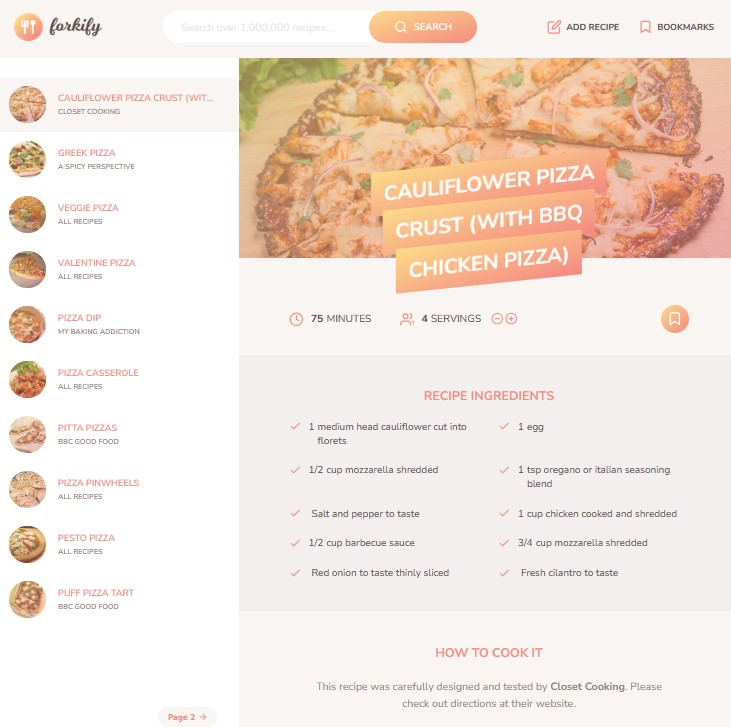 forkify
Search over 1,000,000 recipes...
SEARCH
ADD RECIPE
BOOKMARKS
CAULIFLOWER PIZZA CRUST (WIT...
CLOSET COOKING
GREEK PIZZA
A SPICY PERSPECTIVE
VEGGIE PIZZA
ALL RECIPES
VALENTINE PIZZA
ALL RECIPES
PIZZA DIP
MY BAKING ADDICTION
PIZZA CASSEROLE
ALL RECIPES
PITTA PIZZAS
BBC GOOD FOOD
PIZZA PINWHEELS
ALL RECIPES
PESTO PIZZA
ALL RECIPES
PUFF PIZZA TART
BBC GOOD FOOD
Page 2 →
CAULIFLOWER PIZZA
CRUST (WITH BBQ
CHICKEN PIZZA)
75 MINUTES
4 SERVINGS
RECIPE INGREDIENTS
1 medium head cauliflower cut into
florets
1 egg
1/2 cup mozzarella shredded
1 tsp oregano or italian seasoning
blend
Salt and pepper to taste
1 cup chicken cooked and shredded
1/2 cup barbecue sauce
3/4 cup mozzarella shredded
Red onion to taste thinly sliced
Fresh cilantro to taste
HOW TO COOK IT
This recipe was carefully designed and tested by Closet Cooking. Please
check out directions at their website.